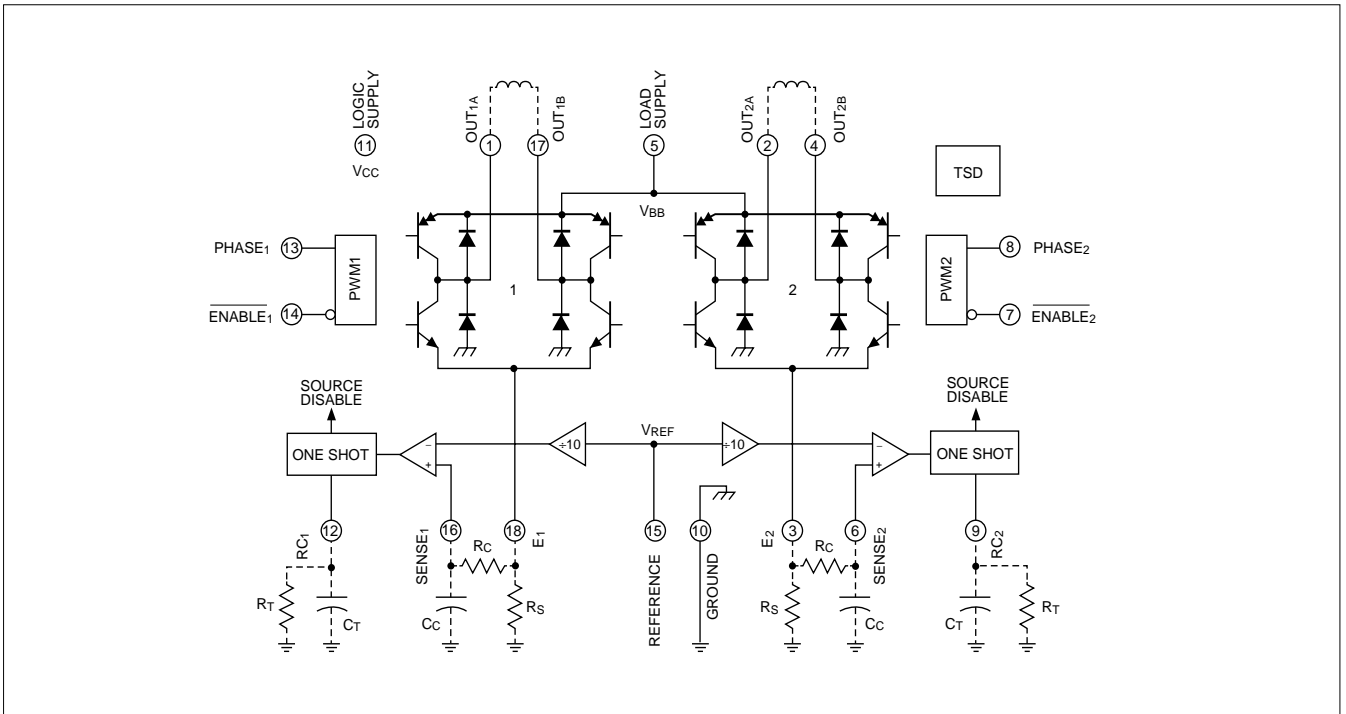 LOGIC
SUPPLY
11
VCC
OUT1A
1
OUT1B
17
LOAD
SUPPLY
5
VBB
OUT2A
2
OUT2B
4
TSD
PHASE1 13
ENABLE1 14
PWM1
1
2
PWM2
8 PHASE2
7 ENABLE2
SOURCE
DISABLE
ONE SHOT
−
+
÷10
VREF
÷10
−
+
SOURCE
DISABLE
ONE SHOT
12
RC1
16
SENSE1
18
E1
15
REFERENCE
10
GROUND
3
E2
6
SENSE2
9
RC2
RC
RC
RT
CT
CC
RS
RS
CC
CT
RT